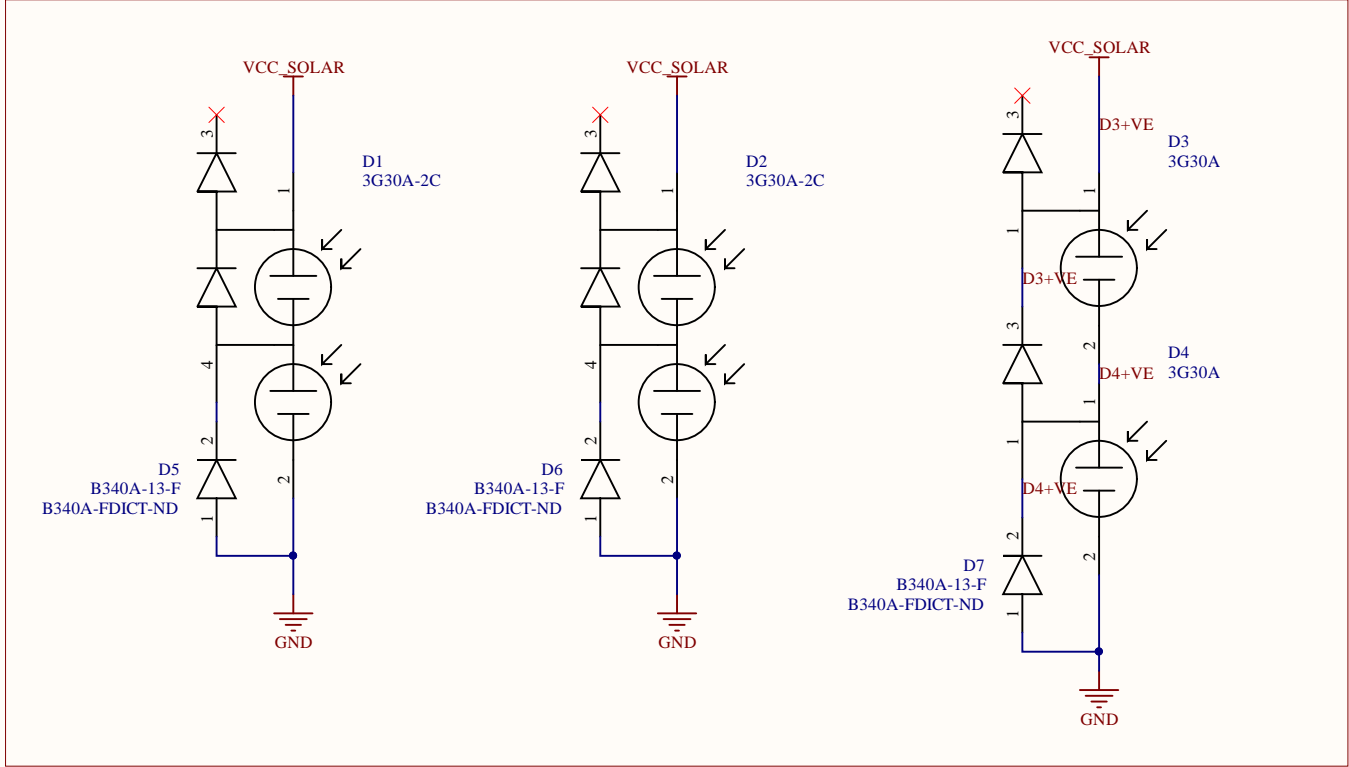 VCC_SOLAR
3
D1
3G30A-2C
1
4
2
2
D5
B340A-13-F
B340A-FDICT-ND
1
GND
VCC_SOLAR
3
D2
3G30A-2C
1
4
2
2
D6
B340A-13-F
B340A-FDICT-ND
1
GND
VCC_SOLAR
3
D3+VE
D3
3G30A
1
1
D3+VE
3
2
D4
3G30A
D4+VE
1
1
D4+VE
2
2
D7
B340A-13-F
B340A-FDICT-ND
1
GND